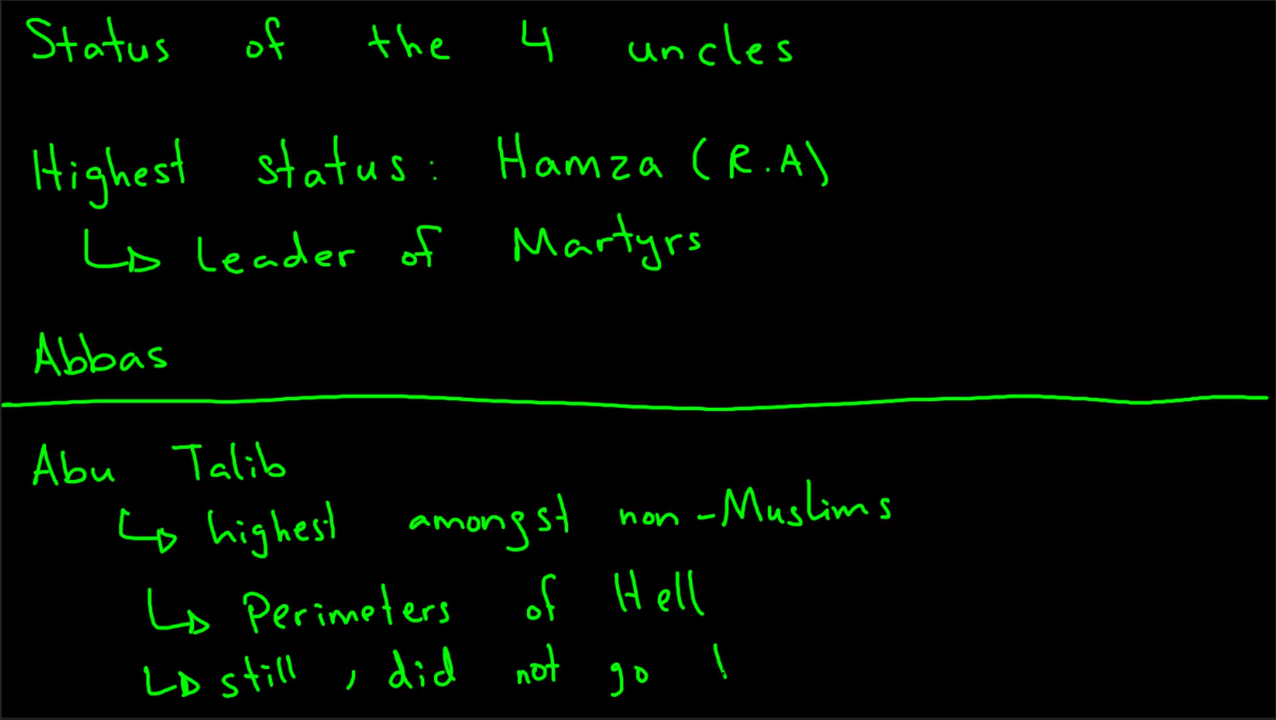 Status of the 4 uncles
Highest status: Hamza (R.A)
Leader of Martyrs
Abbas
Abu Talib
highest amongst non-Muslims
Perimeters of Hell
still, did not go